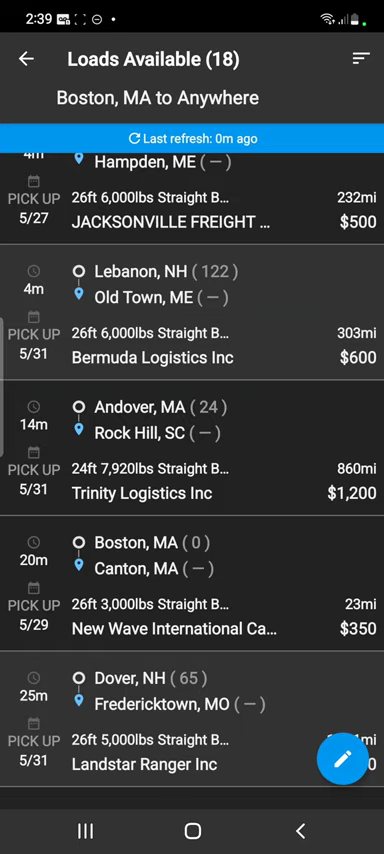 2:39
Loads Available (18)
Boston, MA to Anywhere
Last refresh: 0m ago
4m
Hampden, ME ( — )
PICK UP
5/27
26ft 6,000lbs Straight B... 232mi
JACKSONVILLE FREIGHT ... $500
Lebanon, NH ( 122 )
4m
Old Town, ME ( — )
PICK UP
5/31
26ft 6,000lbs Straight B... 303mi
Bermuda Logistics Inc $600
Andover, MA ( 24 )
14m
Rock Hill, SC ( — )
PICK UP
5/31
24ft 7,920lbs Straight B... 860mi
Trinity Logistics Inc $1,200
Boston, MA ( 0 )
20m
Canton, MA ( — )
PICK UP
5/29
26ft 3,000lbs Straight B... 23mi
New Wave International Ca... $350
Dover, NH ( 65 )
25m
Fredericktown, MO ( — )
PICK UP
5/31
26ft 5,000lbs Straight B...
Landstar Ranger Inc